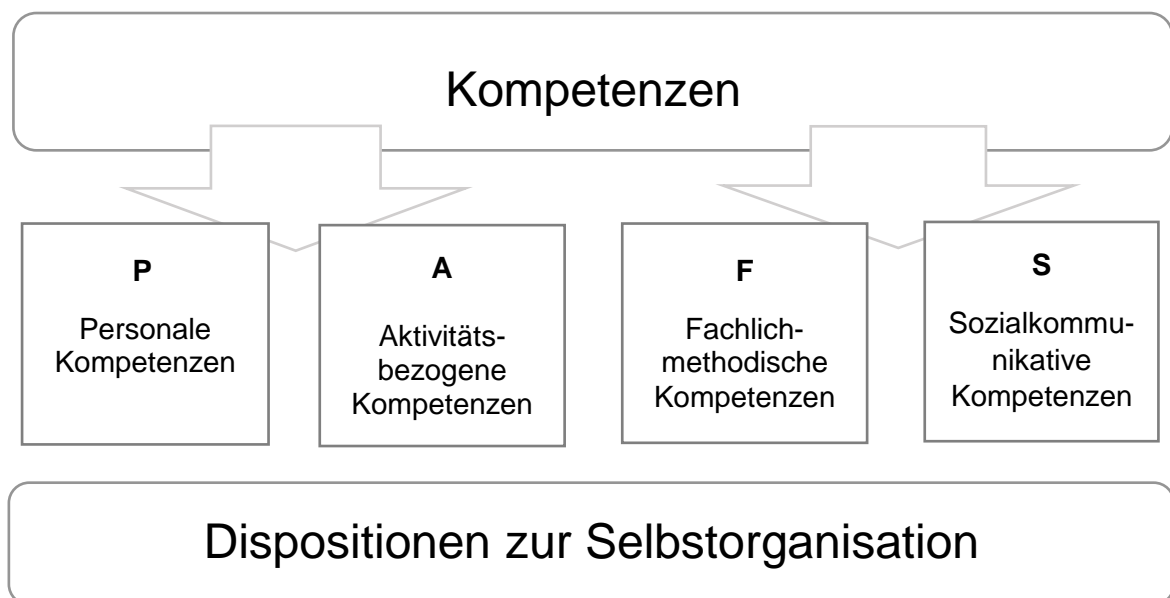 Kompetenzen
P
Personale
Kompetenzen
A
Aktivitäts-
bezogene
Kompetenzen
F
Fachlich-
methodische
Kompetenzen
S
Sozialkommu-
nikative
Kompetenzen
Dispositionen zur Selbstorganisation